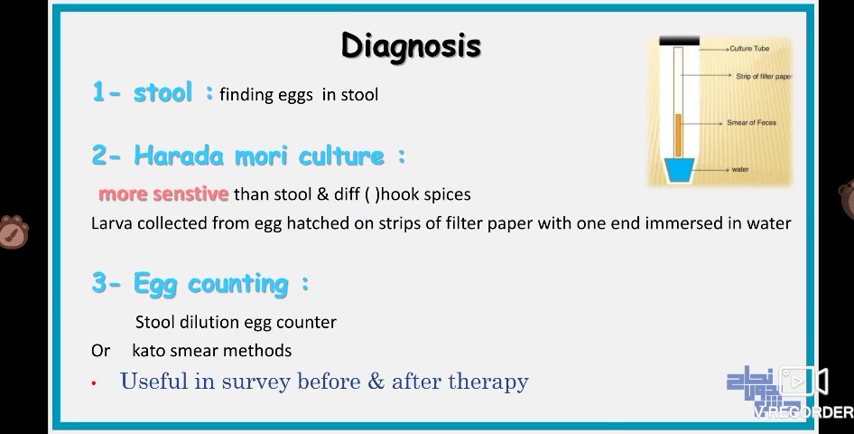 Diagnosis
1- stool : finding eggs in stool
2- Harada mori culture :
more senstive than stool & diff ( )hook spices
Larva collected from egg hatched on strips of filter paper with one end immersed in water
3- Egg counting :
Stool dilution egg counter
Or kato smear methods
• Useful in survey before & after therapy
Culture Tube
Strip of filter pape
Smear of Feces
water
V RECORDER